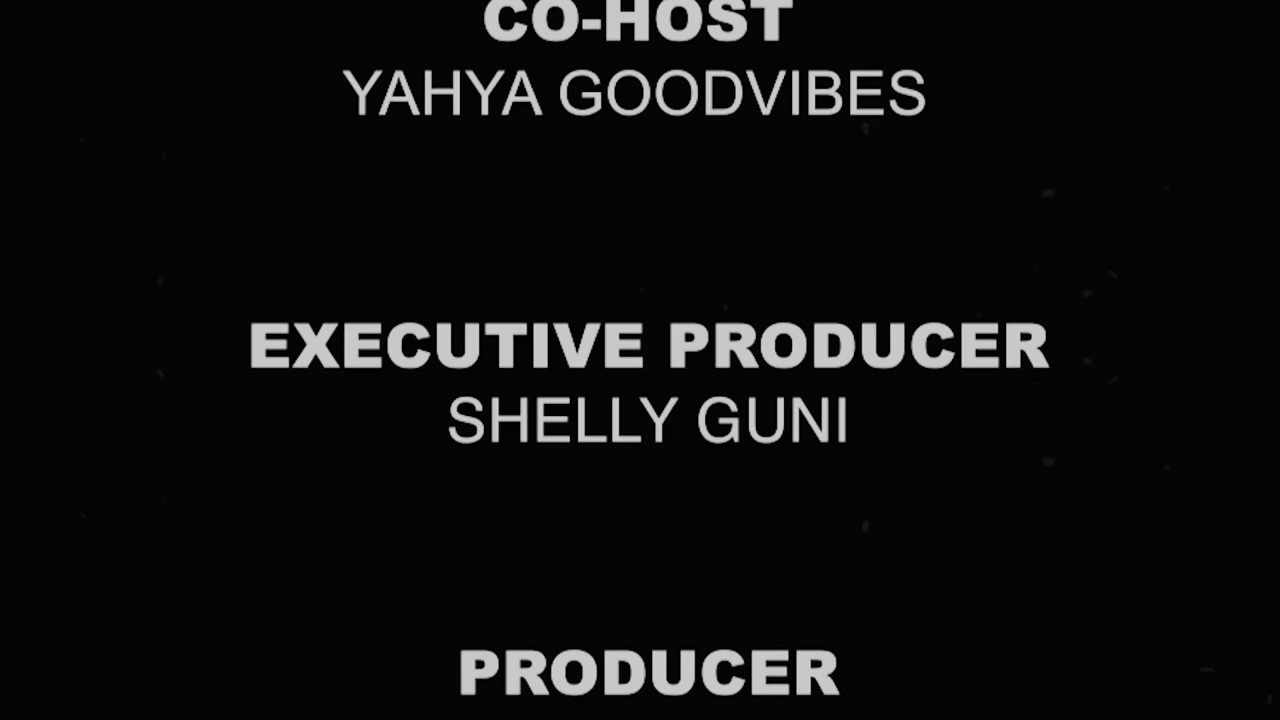 CO-HOST
YAHYA GOODVIBES
EXECUTIVE PRODUCER
SHELLY GUNI
PRODUCER